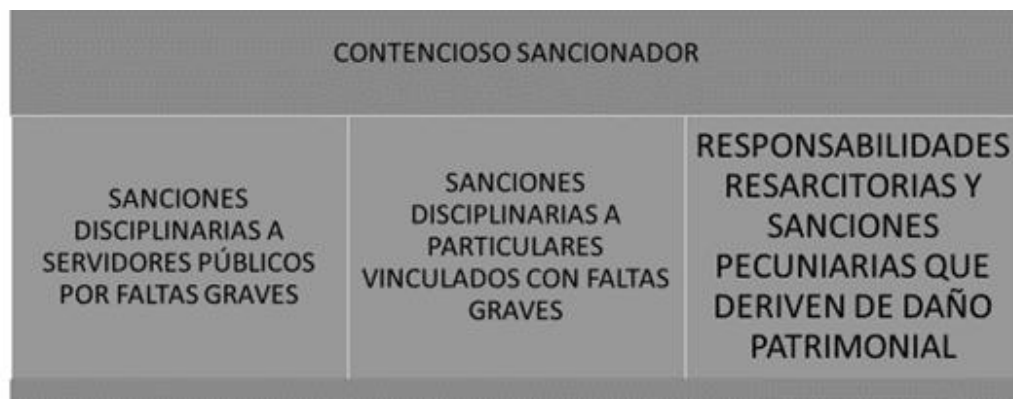 CONTENCIOSO SANCIONADOR
SANCIONES
DISCIPLINARIAS A
SERVIDORES PÚBLICOS
POR FALTAS GRAVES
SANCIONES
DISCIPLINARIAS A
PARTICULARES
VINCULADOS CON FALTAS
GRAVES
RESPONSABILIDADES
RESARCITORIAS Y
SANCIONES
PECUNIARIAS QUE
DERIVEN DE DAÑO
PATRIMONIAL